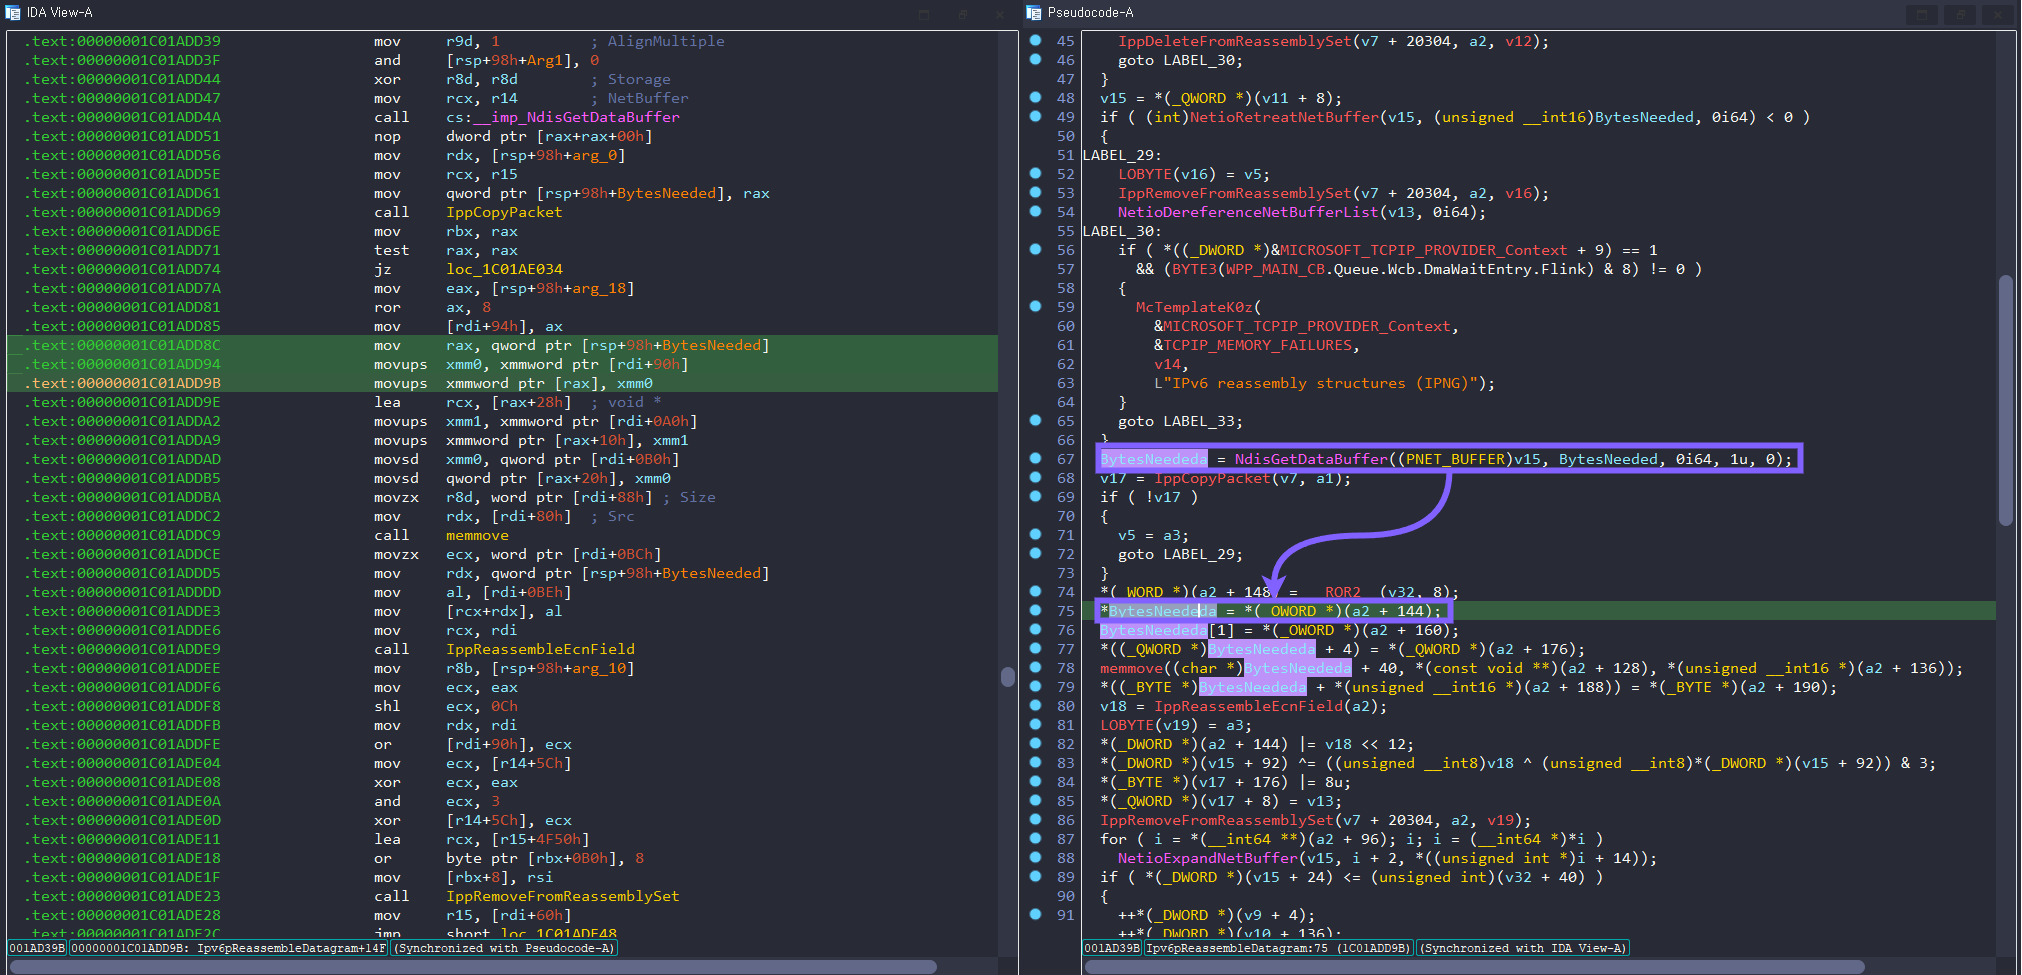 IDA View-A
.text:00000001C01ADD39 mov r9d, 1 ; AlignMultiple
.text:00000001C01ADD3F and [rsp+98h+Arg1], 0
.text:00000001C01ADD44 xor r8d, r8d ; Storage
.text:00000001C01ADD47 mov rcx, r14 ; NetBuffer
.text:00000001C01ADD4A call cs:__imp_NdisGetDataBuffer
.text:00000001C01ADD51 nop dword ptr [rax+rax+00h]
.text:00000001C01ADD56 mov rdx, [rsp+98h+arg_0]
.text:00000001C01ADD5E mov rcx, r15
.text:00000001C01ADD61 mov qword ptr [rsp+98h+BytesNeeded], rax
.text:00000001C01ADD69 call IppCopyPacket
.text:00000001C01ADD6E mov rbx, rax
.text:00000001C01ADD71 test rax, rax
.text:00000001C01ADD74 jz loc_1C01AE034
.text:00000001C01ADD7A mov eax, [rsp+98h+arg_18]
.text:00000001C01ADD81 ror ax, 8
.text:00000001C01ADD85 mov [rdi+94h], ax
.text:00000001C01ADD8C mov rax, qword ptr [rsp+98h+BytesNeeded]
.text:00000001C01ADD94 movups xmm0, xmmword ptr [rdi+90h]
.text:00000001C01ADD9B movups xmmword ptr [rax], xmm0
.text:00000001C01ADD9E lea rcx, [rax+28h] ; void *
.text:00000001C01ADDA2 movups xmm1, xmmword ptr [rdi+0A0h]
.text:00000001C01ADDA9 movups xmmword ptr [rax+10h], xmm1
.text:00000001C01ADDAD movsd xmm0, qword ptr [rdi+0B0h]
.text:00000001C01ADDB5 movsd qword ptr [rax+20h], xmm0
.text:00000001C01ADDBA movzx r8d, word ptr [rdi+88h] ; Size
.text:00000001C01ADDC2 mov rdx, [rdi+80h] ; Src
.text:00000001C01ADDC9 call memmove
.text:00000001C01ADDCE movzx ecx, word ptr [rdi+0BCh]
.text:00000001C01ADDD5 mov rdx, qword ptr [rsp+98h+BytesNeeded]
.text:00000001C01ADDDD mov al, [rdi+0BEh]
.text:00000001C01ADDE3 mov [rcx+rdx], al
.text:00000001C01ADDE6 mov rcx, rdi
.text:00000001C01ADDE9 call IppReassembleEcnField
.text:00000001C01ADDEE mov r8b, [rsp+98h+arg_10]
.text:00000001C01ADDF6 mov ecx, eax
.text:00000001C01ADDF8 shl ecx, 0Ch
.text:00000001C01ADDFB mov rdx, rdi
.text:00000001C01ADDFE or [rdi+90h], ecx
.text:00000001C01ADE04 mov ecx, [r14+5Ch]
.text:00000001C01ADE08 xor ecx, eax
.text:00000001C01ADE0A and ecx, 3
.text:00000001C01ADE0D xor [r14+5Ch], ecx
.text:00000001C01ADE11 lea rcx, [r15+4F50h]
.text:00000001C01ADE18 or byte ptr [rbx+0B0h], 8
.text:00000001C01ADE1F mov [rbx+8], rsi
.text:00000001C01ADE23 call IppRemoveFromReassemblySet
.text:00000001C01ADE28 mov r15, [rdi+60h]
.text:00000001C01ADE2C jmp short loc_1C01ADE48
001AD39B 00000001C01ADD9B: Ipv6pReassembleDatagram+14F (Synchronized with Pseudocode-A)
Pseudocode-A
45 IppDeleteFromReassemblySet(v7 + 20304, a2, v12);
46 goto LABEL_30;
47 }
48 v15 = *(_QWORD *)(v11 + 8);
49 if ( (int)NetioRetreatNetBuffer(v15, (unsigned __int16)BytesNeeded, 0i64) < 0 )
50 {
51 LABEL_29:
52 LOBYTE(v16) = v5;
53 IppRemoveFromReassemblySet(v7 + 20304, a2, v16);
54 NetioDereferenceNetBufferList(v13, 0i64);
55 LABEL_30:
56 if ( *((_DWORD *)&MICROSOFT_TCPIP_PROVIDER_Context + 9) == 1
57 && (BYTE3(WPP_MAIN_CB.Queue.Wcb.DmaWaitEntry.Flink) & 8) != 0 )
58 {
59 McTemplateK0z(
60 &MICROSOFT_TCPIP_PROVIDER_Context,
61 &TCPIP_MEMORY_FAILURES,
62 v14,
63 L"IPv6 reassembly structures (IPNG)");
64 }
65 goto LABEL_33;
66 }
67 BytesNeededa = NdisGetDataBuffer((PNET_BUFFER)v15, BytesNeeded, 0i64, 1u, 0);
68 v17 = IppCopyPacket(v7, a1);
69 if ( !v17 )
70 {
71 v5 = a3;
72 goto LABEL_29;
73 }
74 *(_WORD *)(a2 + 148) = __ROR2__(v32, 8);
75 *BytesNeededa = *(_OWORD *)(a2 + 144);
76 BytesNeededa[1] = *(_OWORD *)(a2 + 160);
77 *((_QWORD *)BytesNeededa + 4) = *(_QWORD *)(a2 + 176);
78 memmove((char *)BytesNeededa + 40, *(const void **)(a2 + 128), *(unsigned __int16 *)(a2 + 136));
79 *((_BYTE *)BytesNeededa + *(unsigned __int16 *)(a2 + 188)) = *(_BYTE *)(a2 + 190);
80 v18 = IppReassembleEcnField(a2);
81 LOBYTE(v19) = a3;
82 *(_DWORD *)(a2 + 144) |= v18 << 12;
83 *(_DWORD *)(v15 + 92) ^= ((unsigned __int8)v18 ^ (unsigned __int8)*(_DWORD *)(v15 + 92)) & 3;
84 *(_BYTE *)(v17 + 176) |= 8u;
85 *(_QWORD *)(v17 + 8) = v13;
86 IppRemoveFromReassemblySet(v7 + 20304, a2, v19);
87 for ( i = *(__int64 **)(a2 + 96); i; i = (__int64 *)*i )
88 NetioExpandNetBuffer(v15, i + 2, *((unsigned int *)i + 14));
89 if ( *(_DWORD *)(v15 + 24) <= (unsigned int)(v32 + 40) )
90 {
91 ++*(_DWORD *)(v9 + 4);
++*(_DWORD *)(v10 + 136);
001AD39B Ipv6pReassembleDatagram:75 (1C01ADD9B) (Synchronized with IDA View-A)